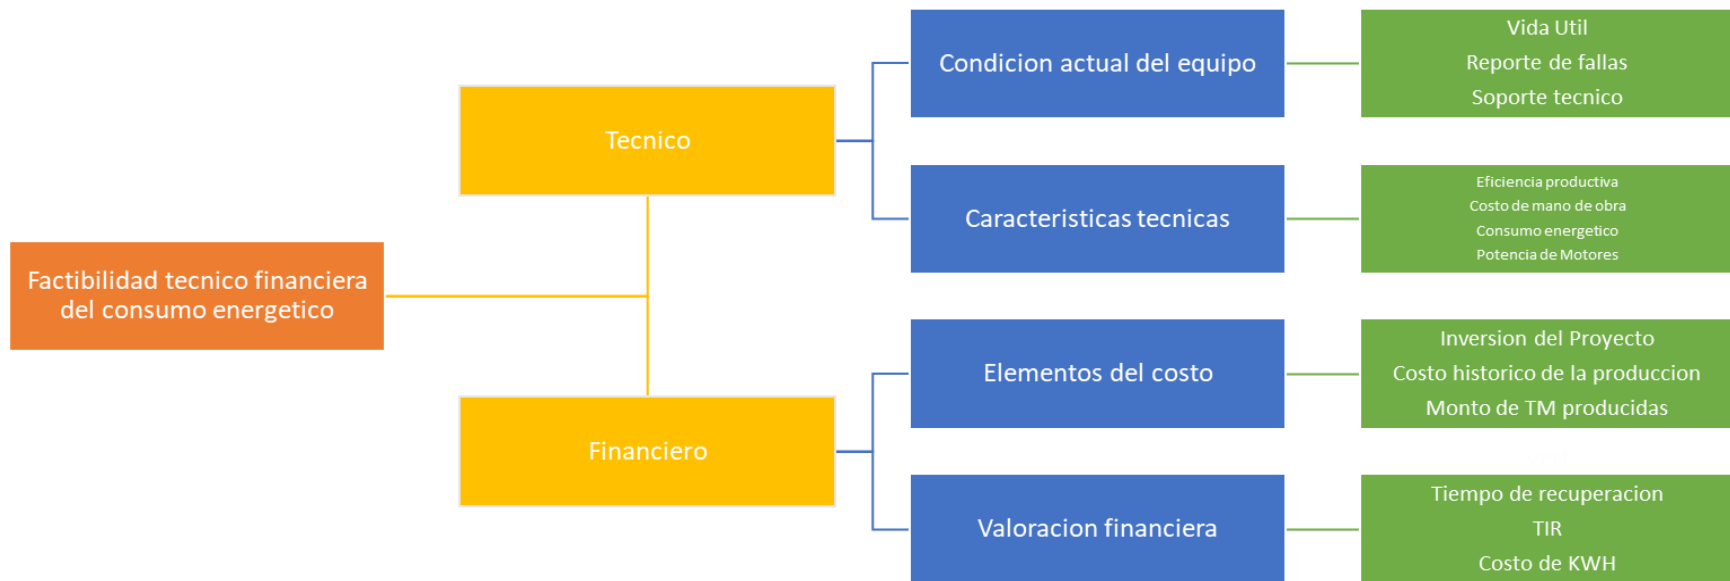 Factibilidad tecnico financiera
del consumo energetico
Tecnico
Financiero
Condicion actual del equipo
Caracteristicas tecnicas
Elementos del costo
Valoracion financiera
Vida Util
Reporte de fallas
Soporte tecnico
Eficiencia productiva
Costo de mano de obra
Consumo energetico
Potencia de Motores
Inversion del Proyecto
Costo historico de la produccion
Monto de TM producidas
Tiempo de recuperacion
TIR
Costo de KWH